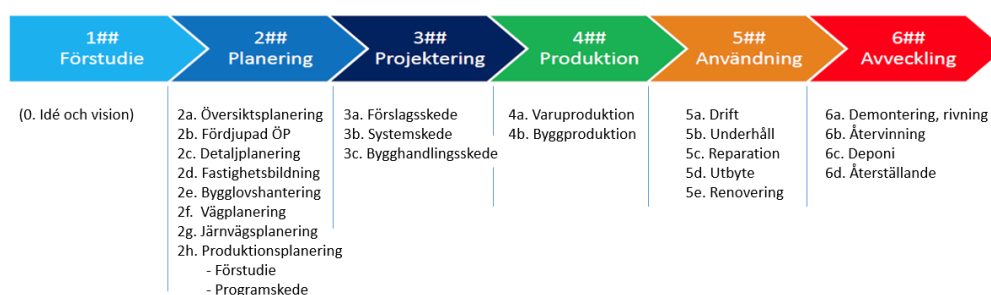 1##
Förstudie
2##
Planering
3##
Projektering
4##
Produktion
5##
Användning
6##
Avveckling
(0. Idé och vision)
2a. Översiktsplanering
2b. Fördjupad ÖP
2c. Detaljplanering
2d. Fastighetsbildning
2e. Bygglovshantering
2f. Vägplanering
2g. Järnvägsplanering
2h. Produktionsplanering
- Förstudie
- Programskede
3a. Förslagsskede
3b. Systemskede
3c. Bygghandlingsskede
4a. Varuproduktion
4b. Byggproduktion
5a. Drift
5b. Underhåll
5c. Reparation
5d. Utbyte
5e. Renovering
6a. Demontering, rivning
6b. Återvinning
6c. Deponi
6d. Återställande